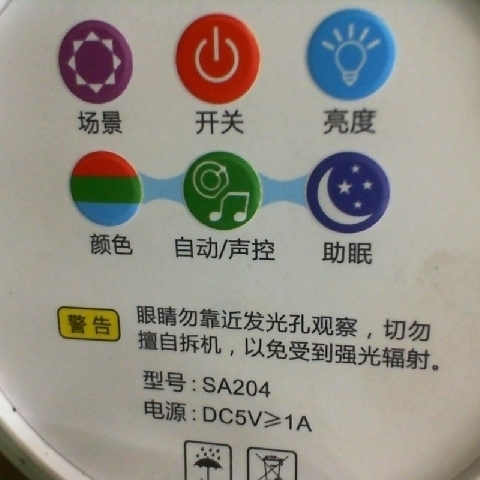 场景 开关 亮度
颜色 自动/声控 助眠
警告 眼睛勿靠近发光孔观察，切勿
擅自拆机，以免受到强光辐射。
型号：SA204
电源：DC5V≥1A